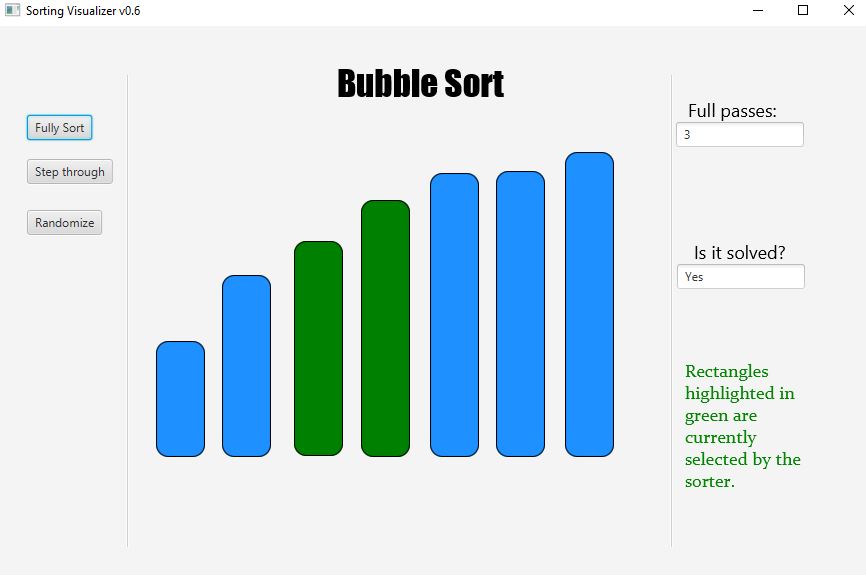 Sorting Visualizer v0.6
Bubble Sort
Fully Sort
Step through
Randomize
Full passes:
3
Is it solved?
Yes
Rectangles
highlighted in
green are
currently
selected by the
sorter.